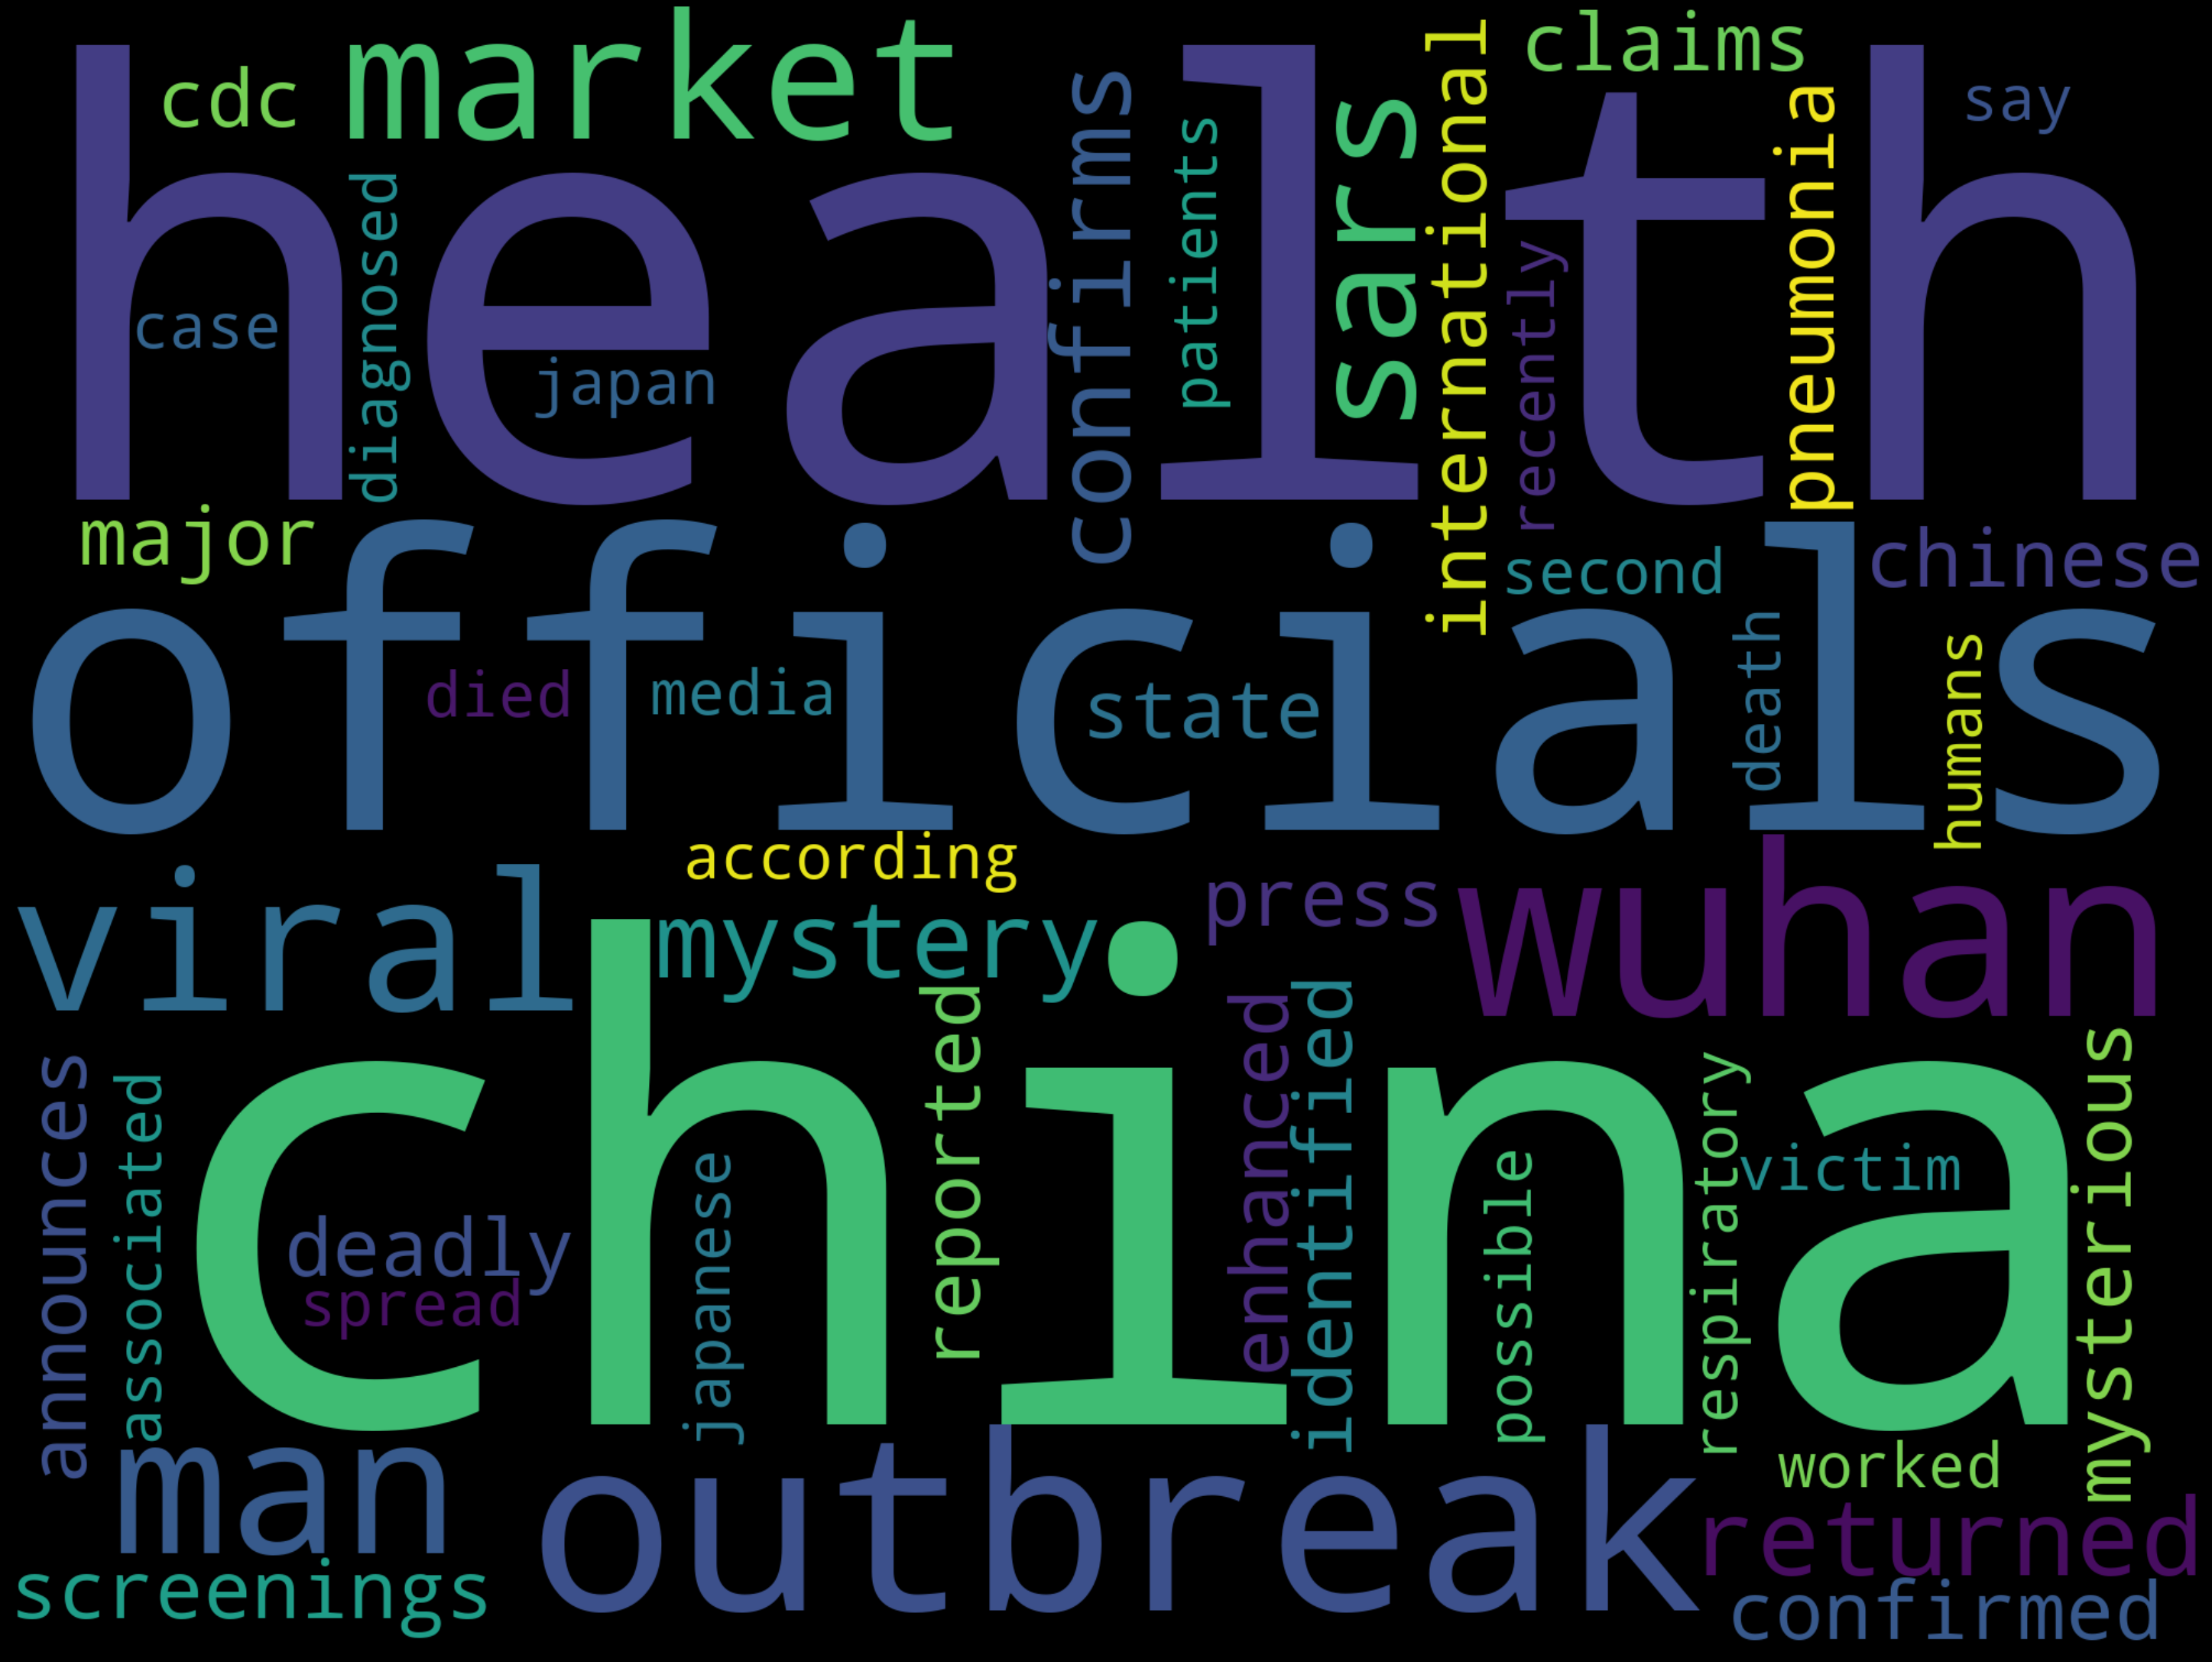 claims
market
cdc
say
health
confirms
patients
sars
international
recently
pneumonia
case
diagnosed
japan
major
second
chinese
officials
died
media
state
death
humans
according
viral
mystery
press
wuhan
china
reported
enhanced
identified
announces
associated
deadly
spread
japanese
possible
respiratory
victim
mysterious
man
outbreak
worked
returned
screenings
confirmed